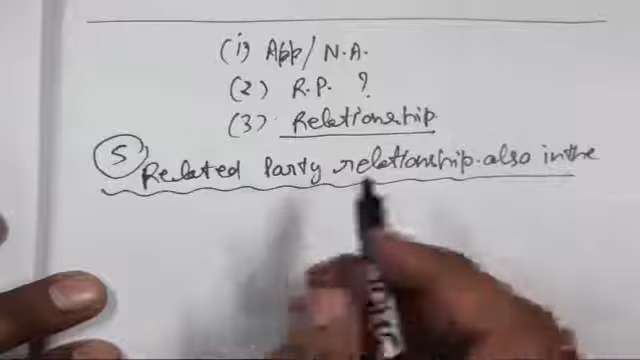 (1) App/N.A.
(2) R.P. ?
(3) Relationship
5 Related Party relationship also in the